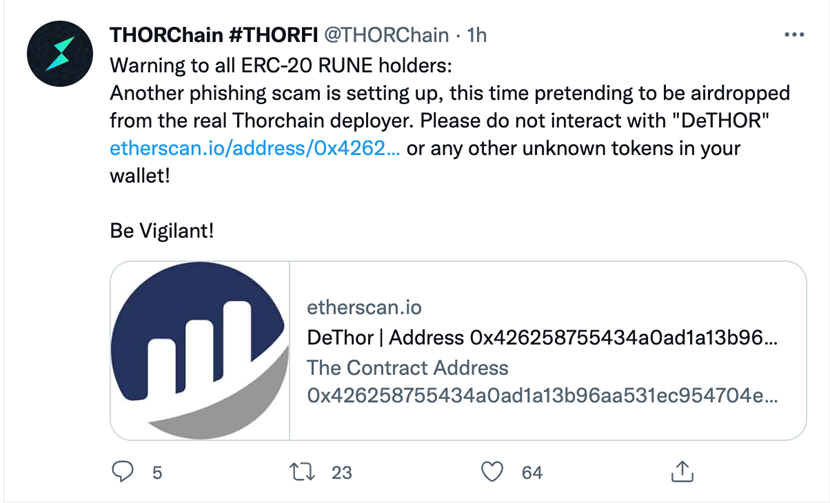 THORChain #THORFI @THORChain · 1h
Warning to all ERC-20 RUNE holders:
Another phishing scam is setting up, this time pretending to be airdropped
from the real Thorchain deployer. Please do not interact with "DeTHOR"
etherscan.io/address/0x4262... or any other unknown tokens in your
wallet!
Be Vigilant!
etherscan.io
DeThor | Address 0x426258755434a0ad1a13b96...
The Contract Address
0x426258755434a0ad1a13b96aa531ec954704e...
5 23 64